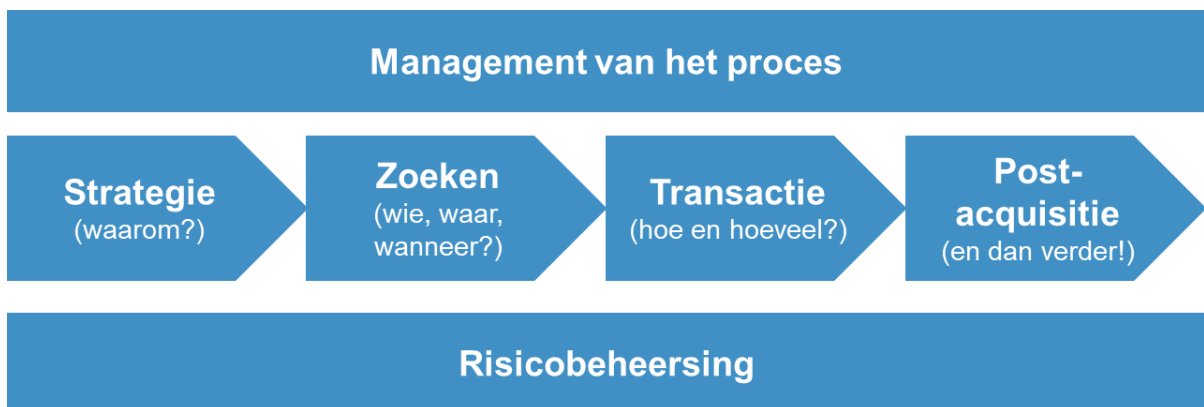 Management van het proces
Strategie
(waarom?)
Zoeken
(wie, waar,
wanneer?)
Transactie
(hoe en hoeveel?)
Post-
acquisitie
(en dan verder!)
Risicobeheersing